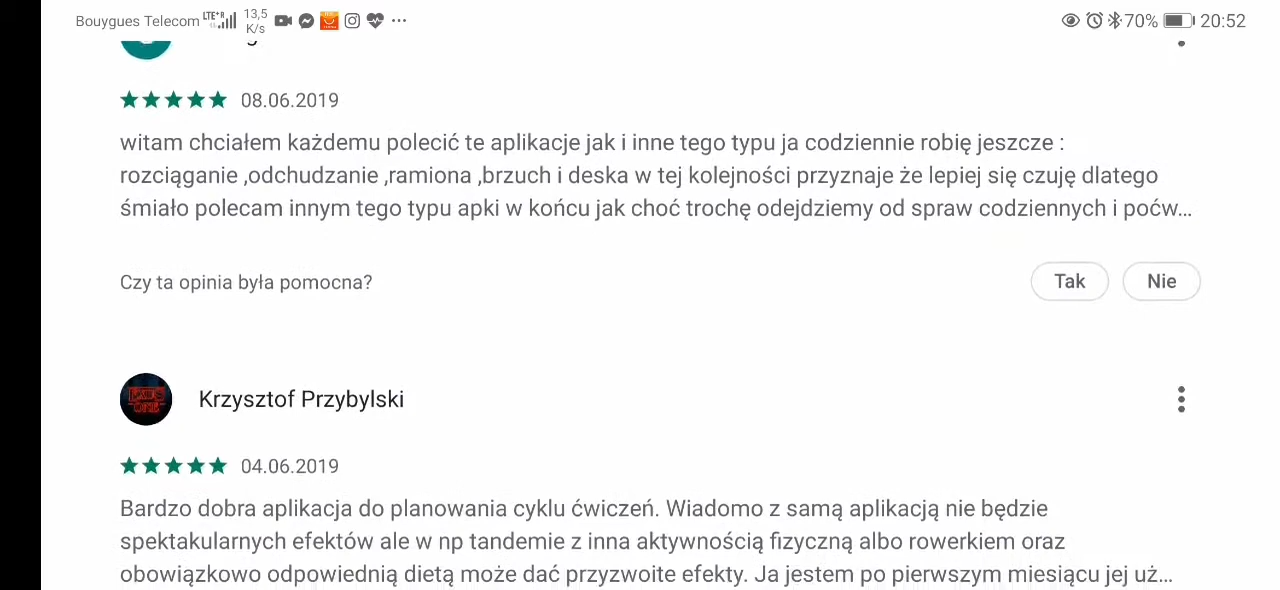 Bouygues Telecom LTE+R 13,5 K/s 70% 20:52
08.06.2019
witam chciałem każdemu polecić te aplikacje jak i inne tego typu ja codziennie robię jeszcze :
rozciąganie ,odchudzanie ,ramiona ,brzuch i deska w tej kolejności przyznaje że lepiej się czuję dlatego
śmiało polecam innym tego typu apki w końcu jak choć trochę odejdziemy od spraw codziennych i poćw...
Czy ta opinia była pomocna? Tak Nie
Krzysztof Przybylski
04.06.2019
Bardzo dobra aplikacja do planowania cyklu ćwiczeń. Wiadomo z samą aplikacją nie będzie
spektakularnych efektów ale w np tandemie z inna aktywnością fizyczną albo rowerkiem oraz
obowiązkowo odpowiednią dietą może dać przyzwoite efekty. Ja jestem po pierwszym miesiącu jej uż...